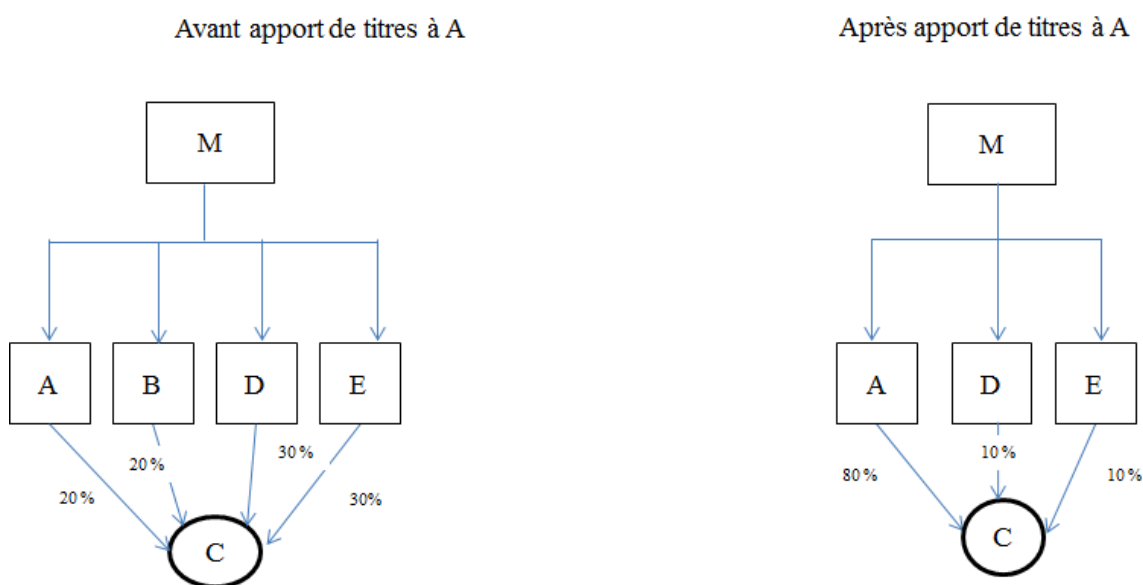 Avant apport de titres à A
Après apport de titres à A
M
M
A
B
D
E
A
D
E
20%
20%
30%
30%
80%
10%
10%
C
C